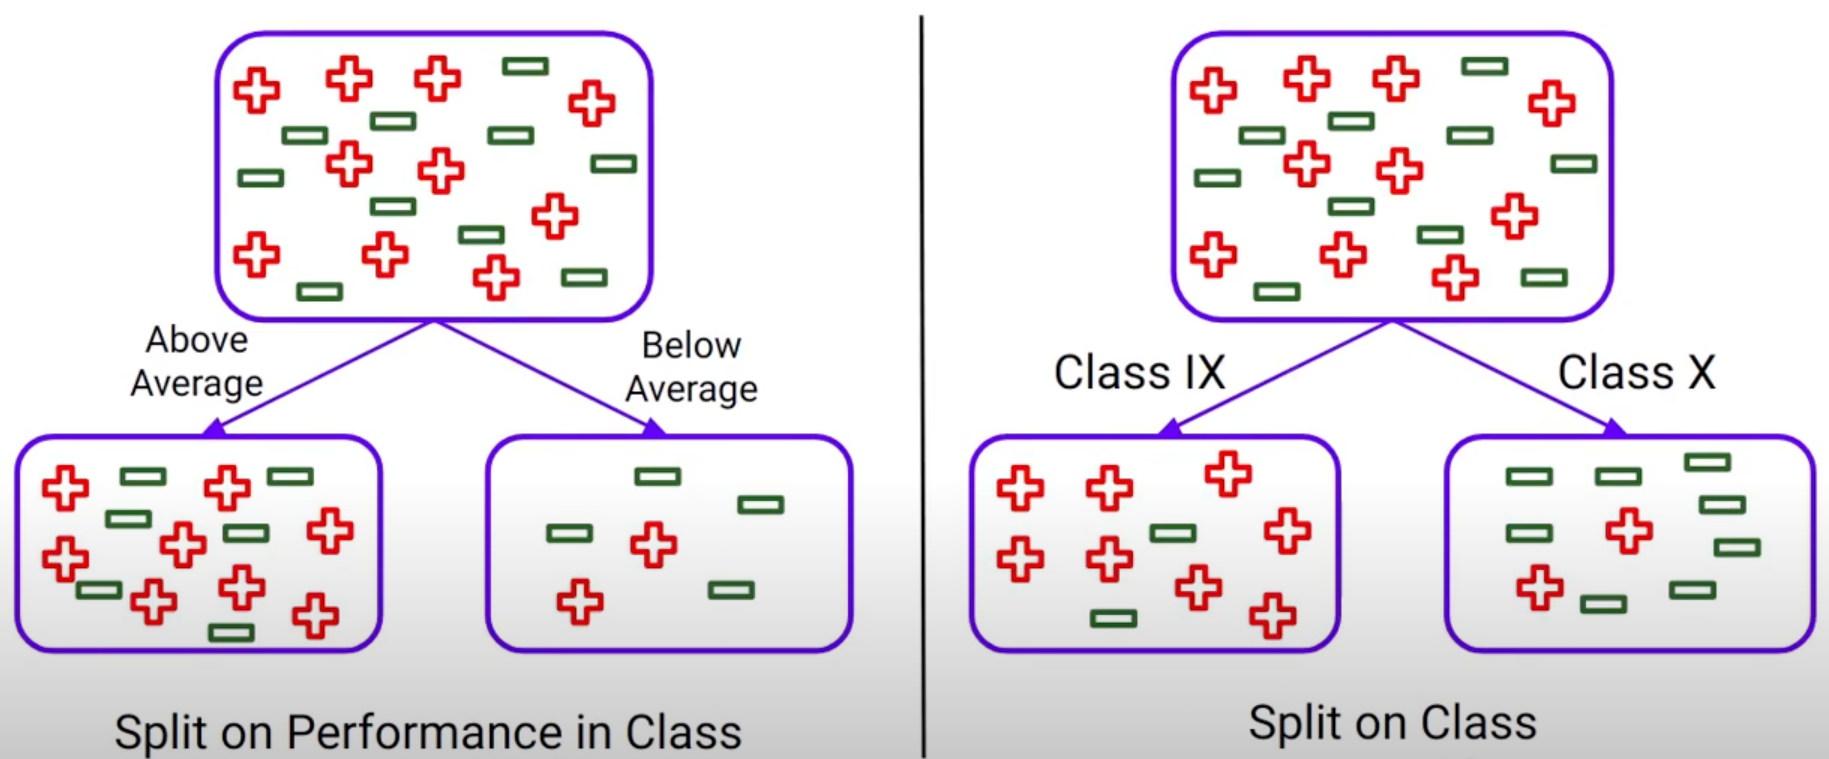 Above
Average
Below
Average
Split on Performance in Class
Class IX
Class X
Split on Class